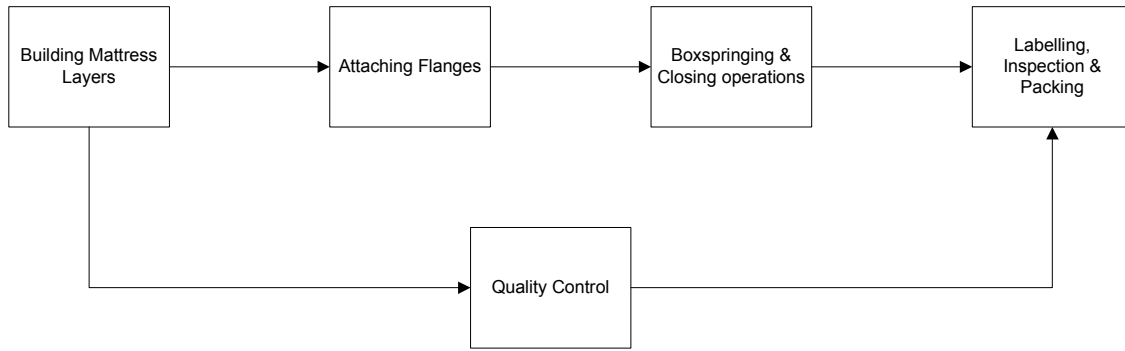 Building Mattress
Layers
Attaching Flanges
Boxspringing &
Closing operations
Labelling,
Inspection &
Packing
Quality Control